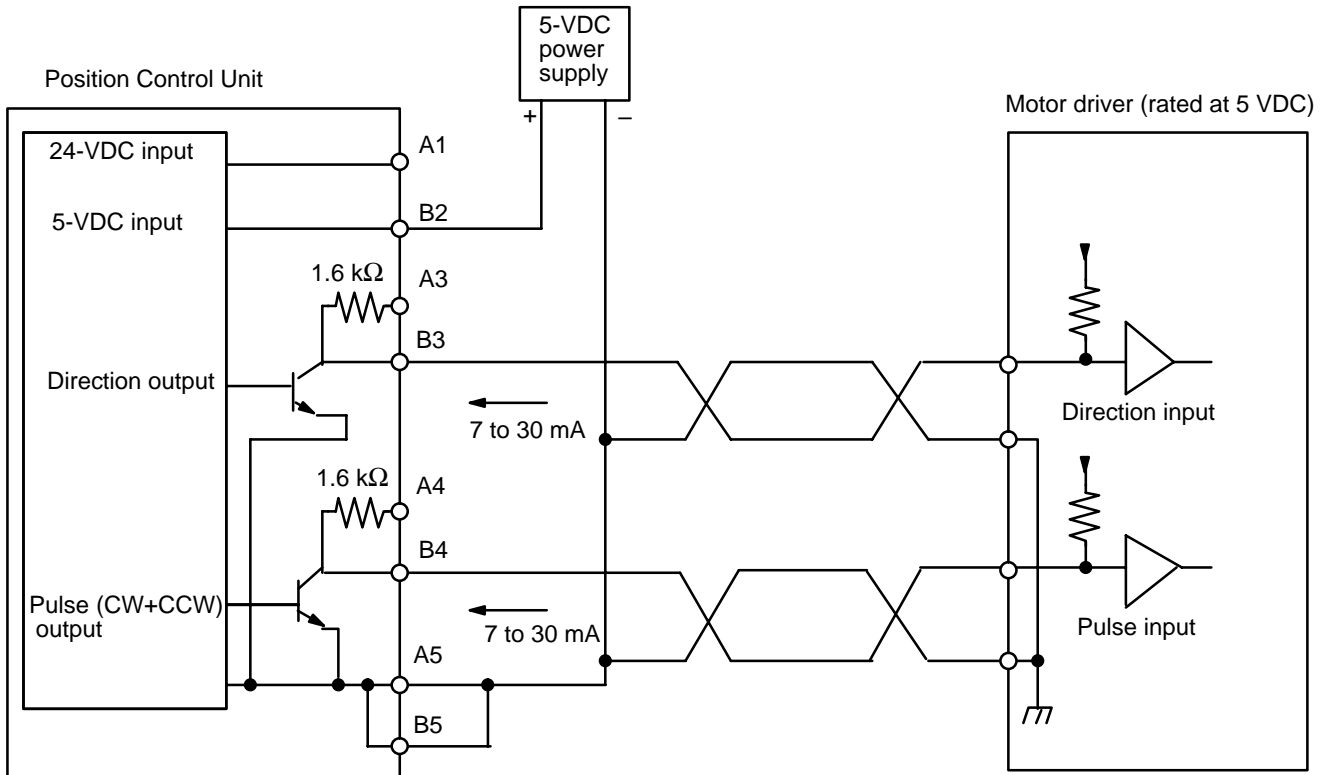 5-VDC
power
supply
+
–
Position Control Unit
Motor driver (rated at 5 VDC)
24-VDC input
A1
5-VDC input
B2
1.6 kΩ
A3
B3
Direction output
7 to 30 mA
Direction input
1.6 kΩ
A4
B4
Pulse (CW+CCW)
output
7 to 30 mA
Pulse input
A5
B5